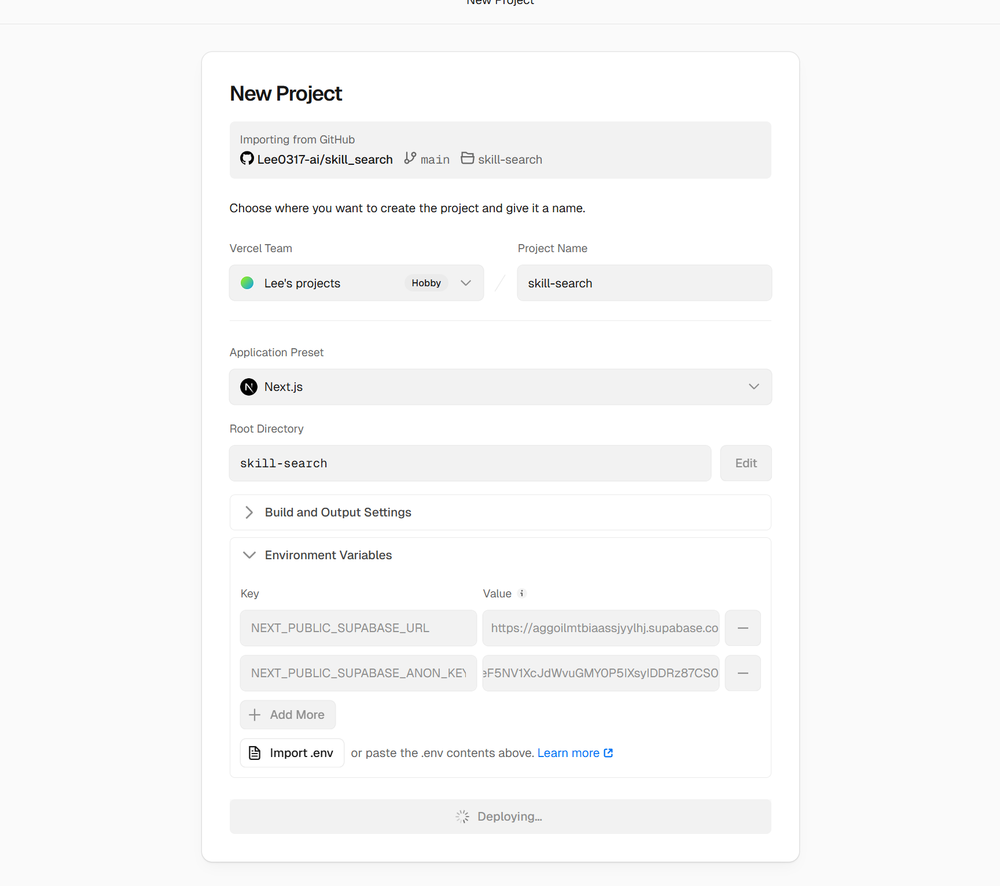 New Project
New Project
Importing from GitHub
Lee0317-ai/skill_search main skill-search
Choose where you want to create the project and give it a name.
Vercel Team
Project Name
Lee's projects Hobby
skill-search
Application Preset
Next.js
Root Directory
skill-search
Edit
Build and Output Settings
Environment Variables
Key
Value
NEXT_PUBLIC_SUPABASE_URL
https://aggoilmtbiaassjyylhj.supabase.co
NEXT_PUBLIC_SUPABASE_ANON_KEY
eF5NV1XcJdWvuGMY0P5IXsyIDDRz87CS0
Add More
Import .env or paste the .env contents above. Learn more
Deploying...